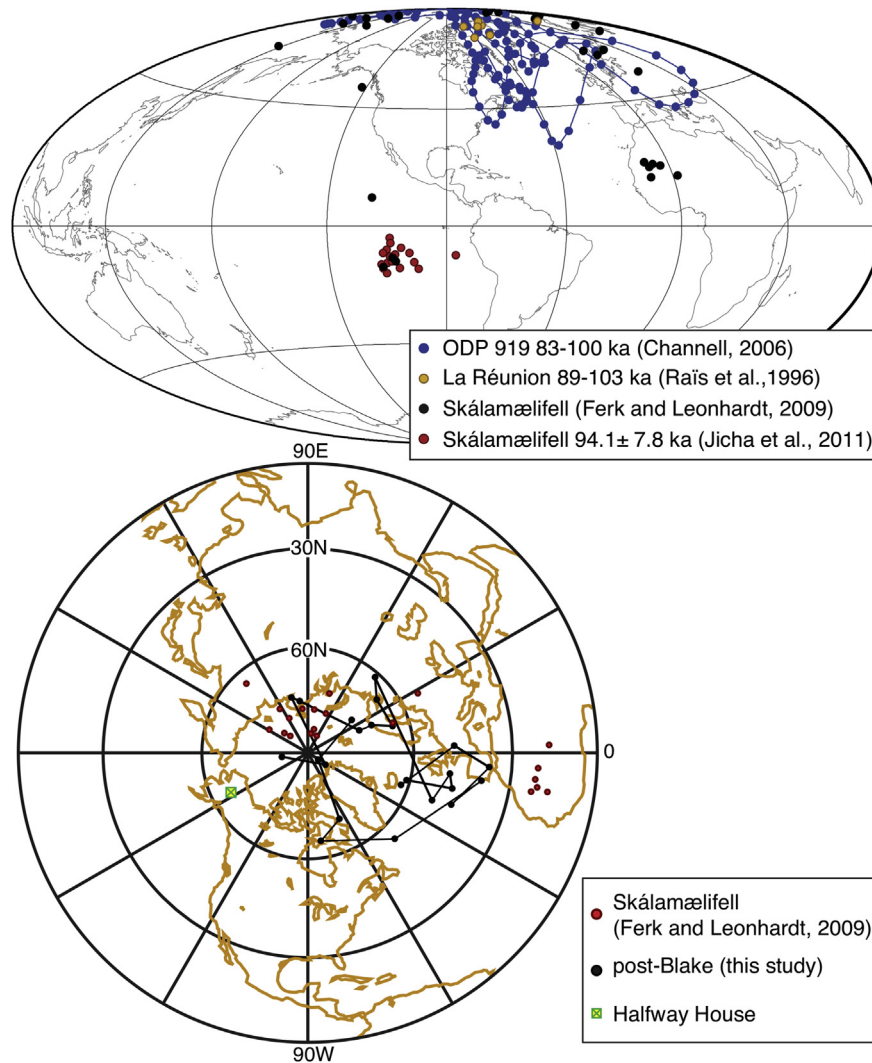 ODP 919 83-100 ka (Channell, 2006)
La Réunion 89-103 ka (Raïs et al.,1996)
Skálamælifell (Ferk and Leonhardt, 2009)
Skálamælifell 94.1± 7.8 ka (Jicha et al., 2011)
90E
30N
60N
0
90W
Skálamælifell
(Ferk and Leonhardt, 2009)
post-Blake (this study)
Halfway House